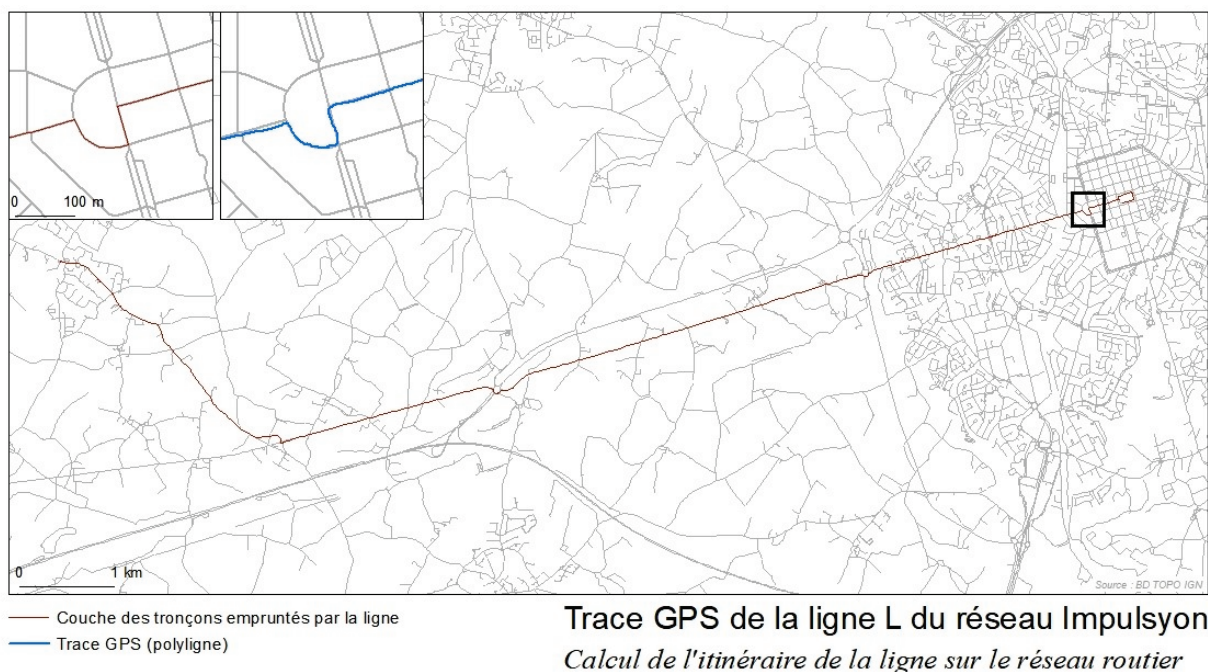 0 100 m
0 1 km
Source : BD TOPO IGN
Couche des tronçons empruntés par la ligne
Trace GPS (polyligne)
Trace GPS de la ligne L du réseau Impulsyon
Calcul de l'itinéraire de la ligne sur le réseau routier